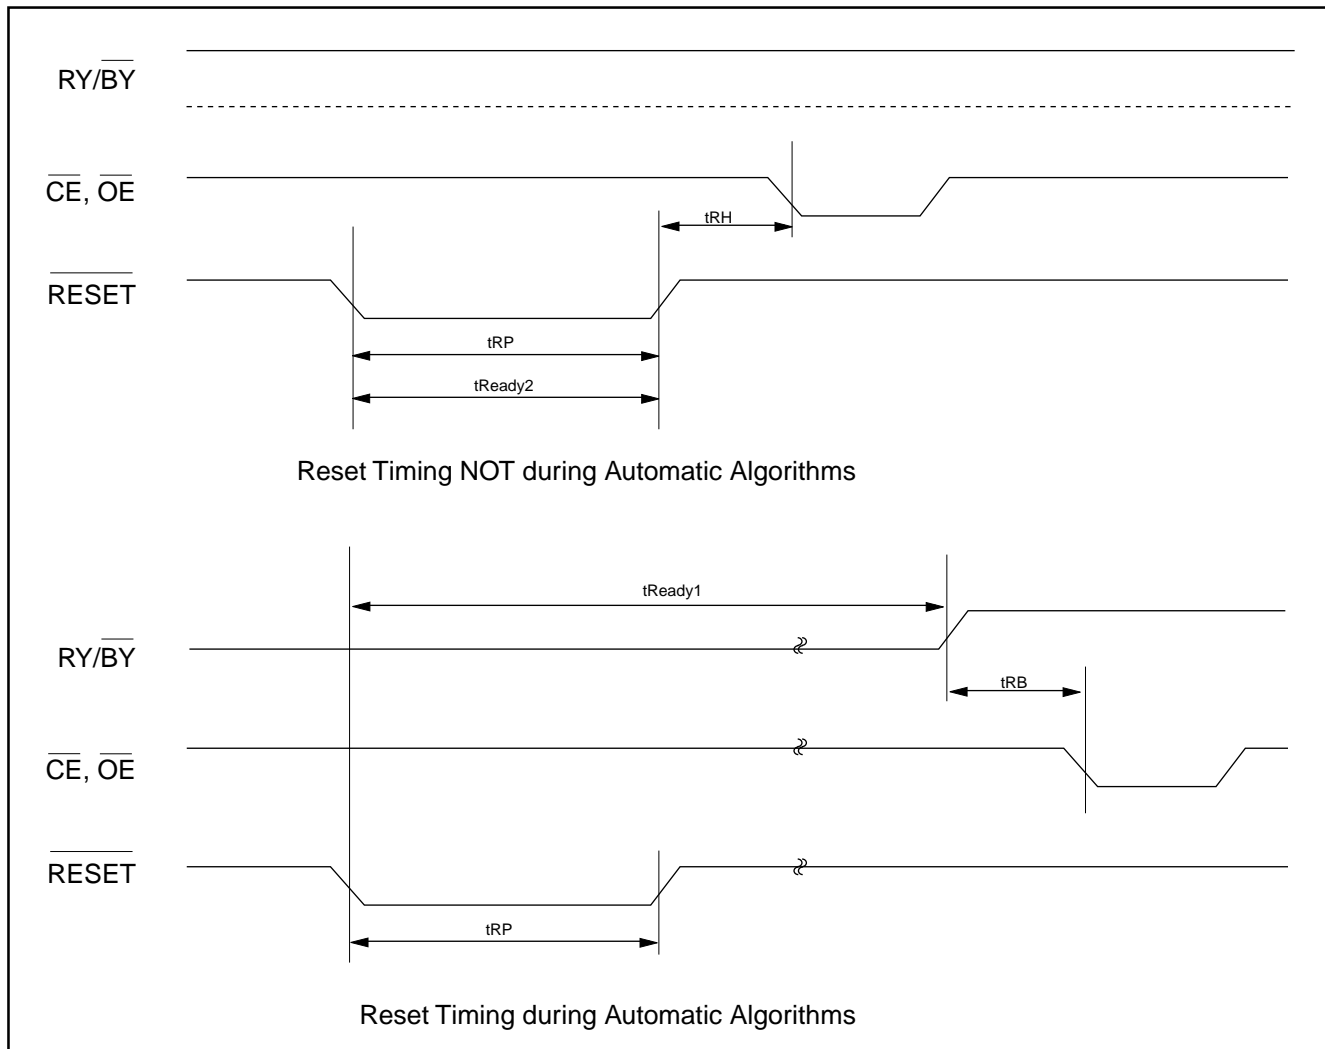 RY/BY
CE, OE
tRH
RESET
tRP
tReady2
Reset Timing NOT during Automatic Algorithms
tReady1
RY/BY
tRB
CE, OE
RESET
tRP
Reset Timing during Automatic Algorithms